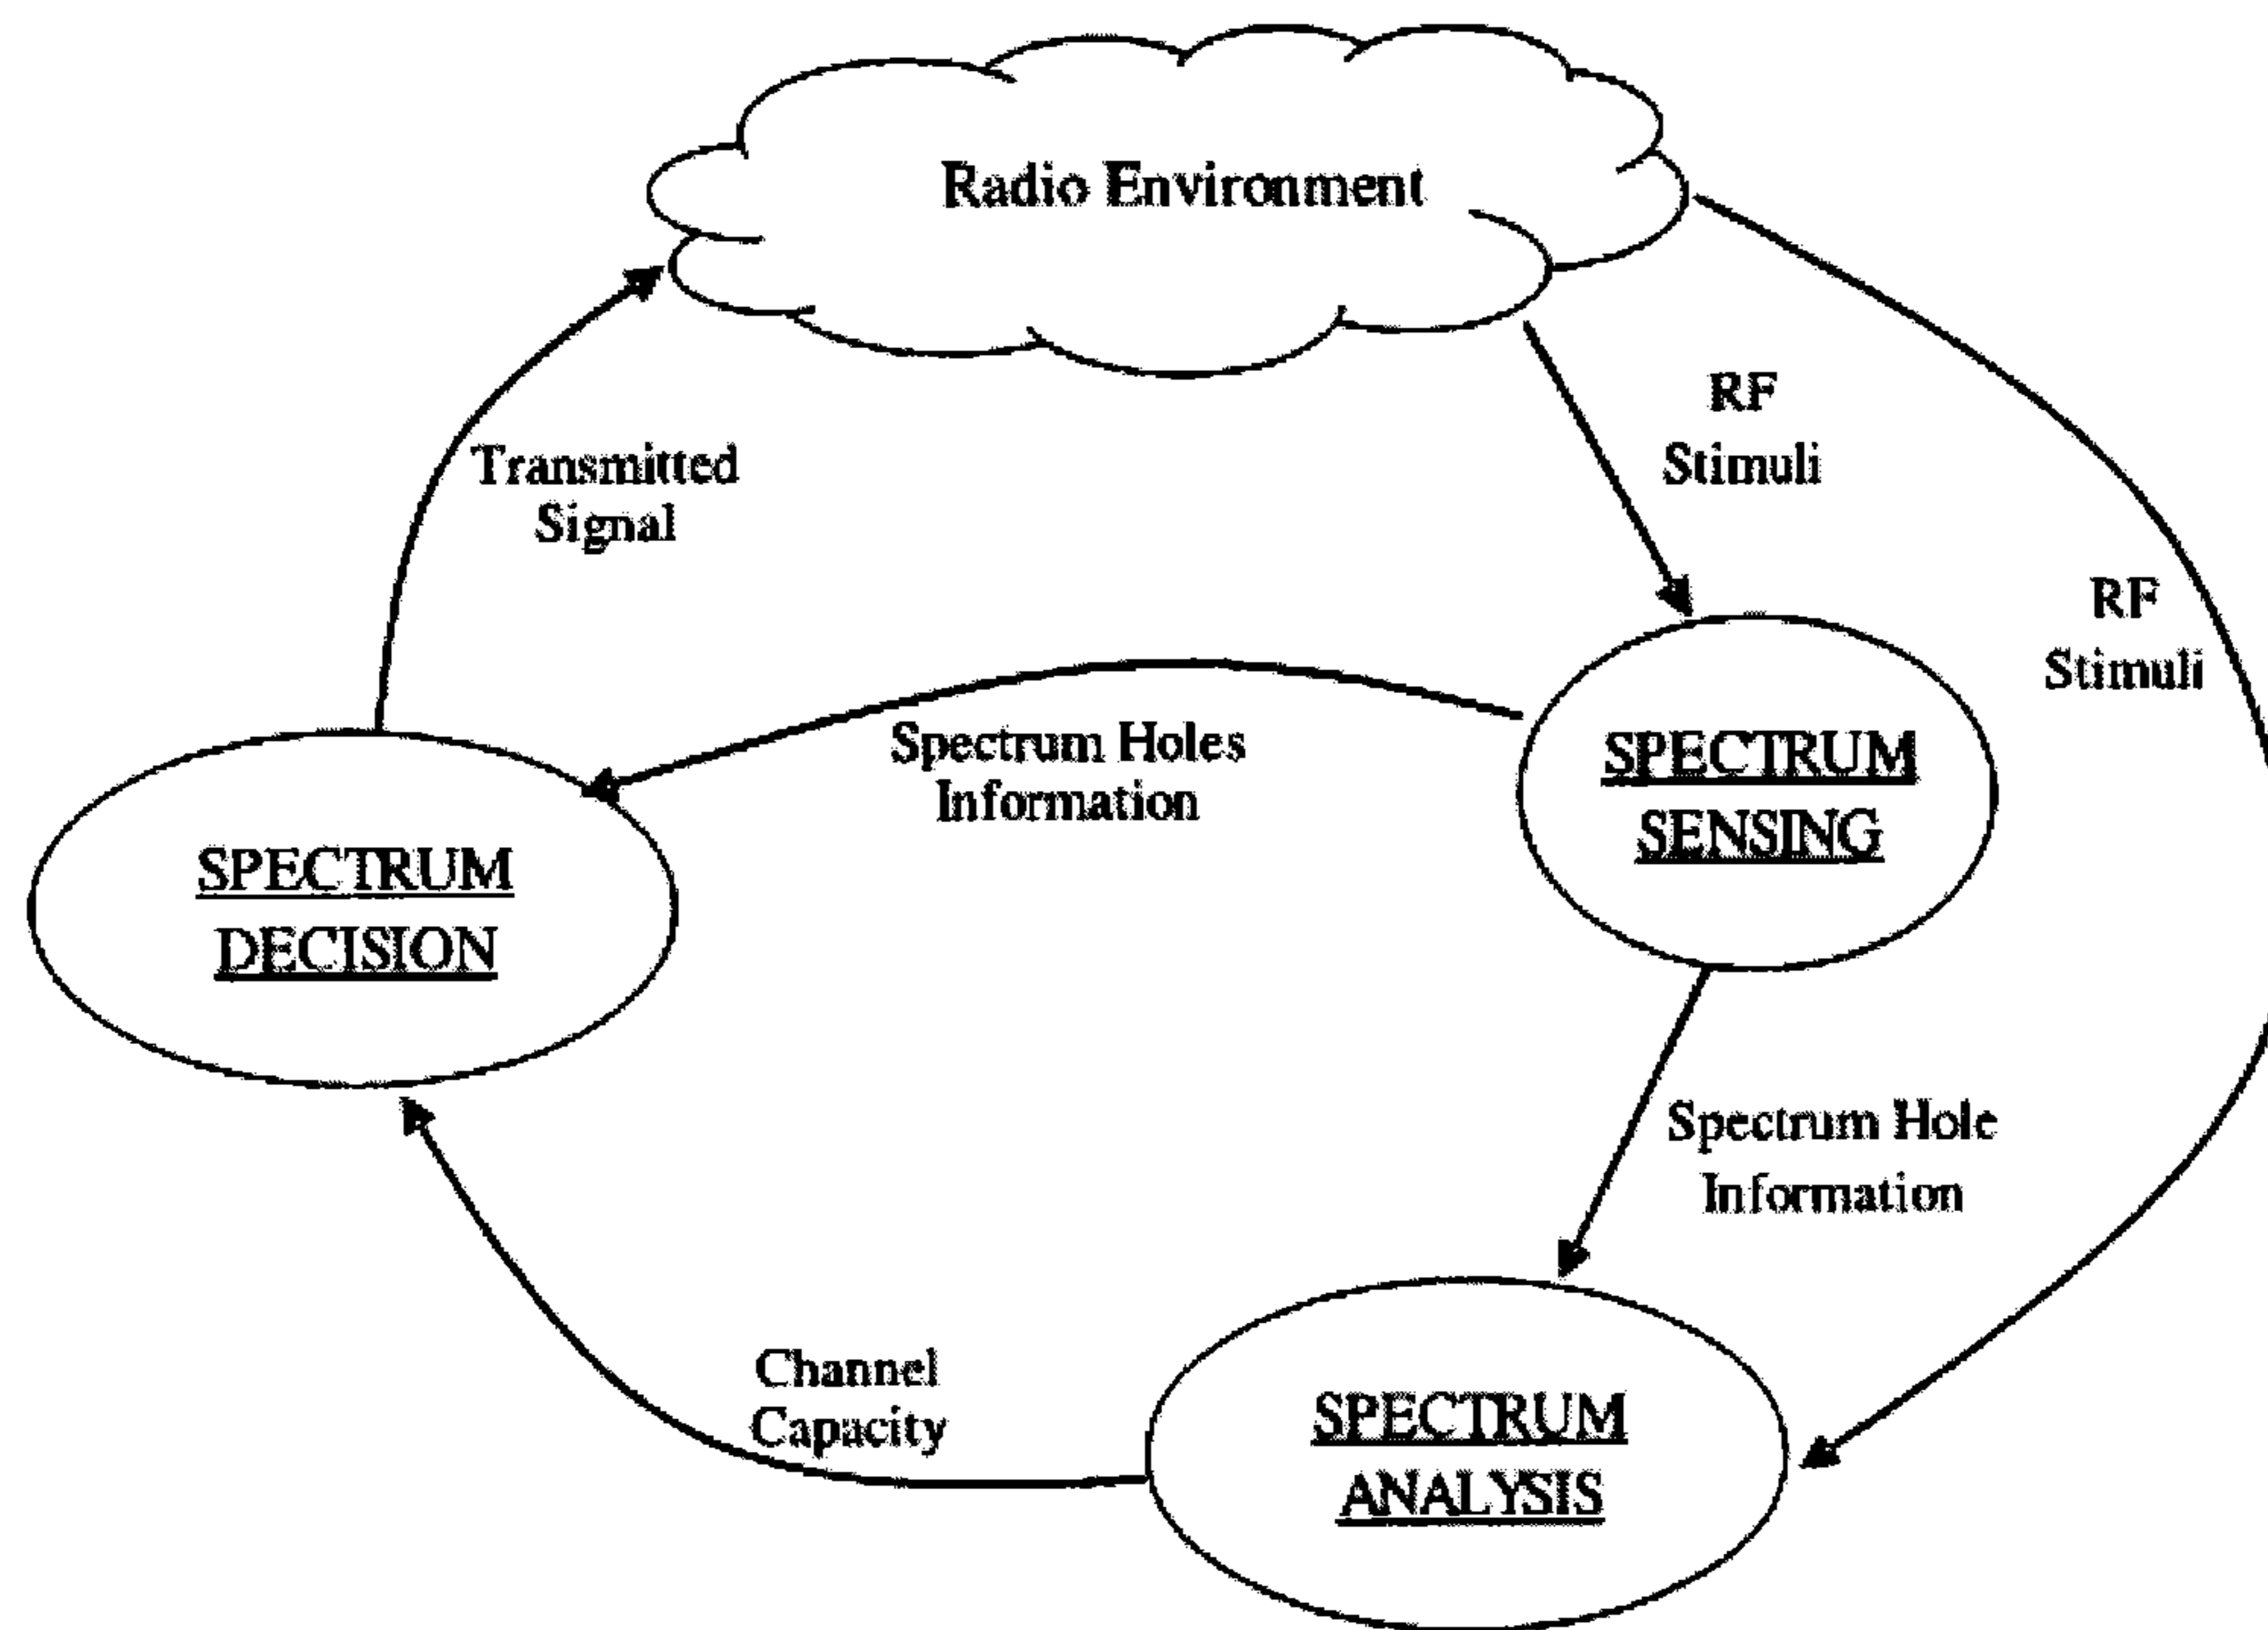 Radio Environment
RF
Stimuli
Transmitted
Signal
RF
Stimuli
Spectrum Holes
Information
SPECTRUM
SENSING
SPECTRUM
DECISION
Spectrum Hole
Information
Channel
Capacity
SPECTRUM
ANALYSIS